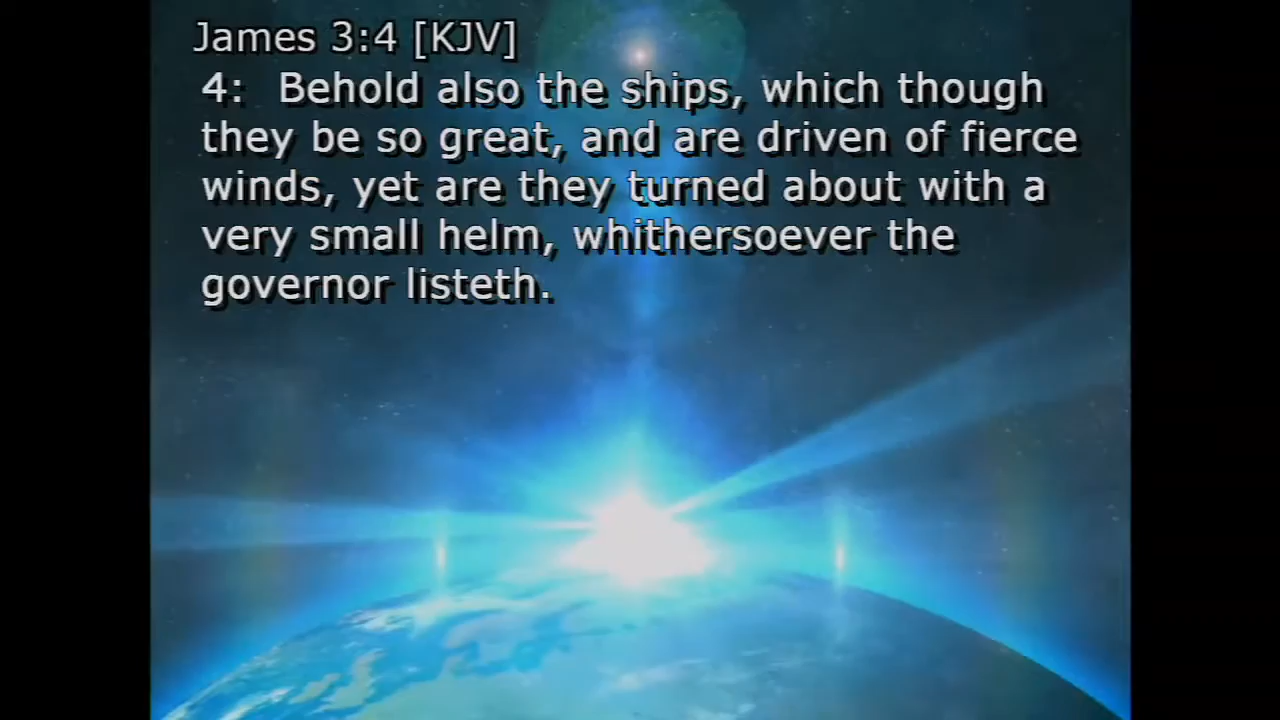 James 3:4 [KJV]
4: Behold also the ships, which though
they be so great, and are driven of fierce
winds, yet are they turned about with a
very small helm, whithersoever the
governor listeth.